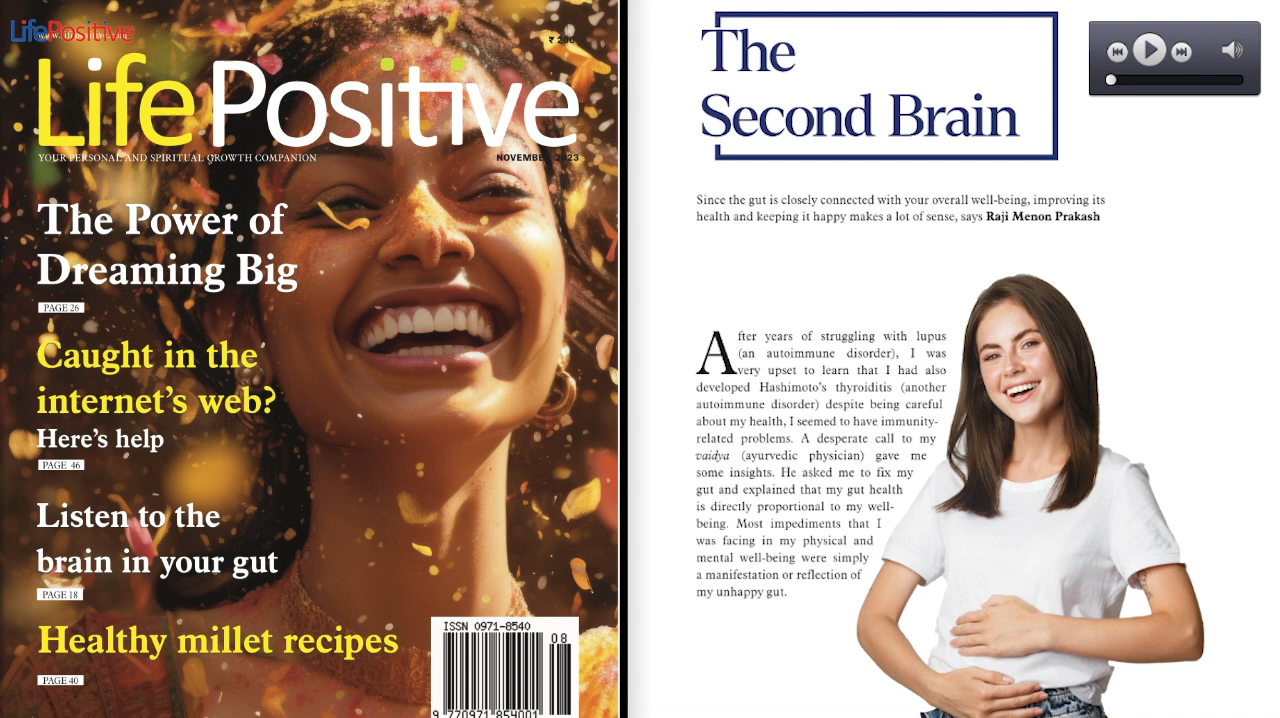 LifePositive
₹ 200
LifePositive
YOUR PERSONAL AND SPIRITUAL GROWTH COMPANION
NOVEMBER 2023
The Power of
Dreaming Big
PAGE 26
Caught in the
internet's web?
Here's help
PAGE 46
Listen to the
brain in your gut
PAGE 18
Healthy millet recipes
PAGE 40
ISSN 0971-8540
08
9 770971 854001
The
Second Brain
Since the gut is closely connected with your overall well-being, improving its
health and keeping it happy makes a lot of sense, says Raji Menon Prakash
After years of struggling with lupus
(an autoimmune disorder), I was
very upset to learn that I had also
developed Hashimoto's thyroiditis (another
autoimmune disorder) despite being careful
about my health, I seemed to have immunity-
related problems. A desperate call to my
vaidya (ayurvedic physician) gave me
some insights. He asked me to fix my
gut and explained that my gut health
is directly proportional to my well-
being. Most impediments that I
was facing in my physical and
mental well-being were simply
a manifestation or reflection of
my unhappy gut.